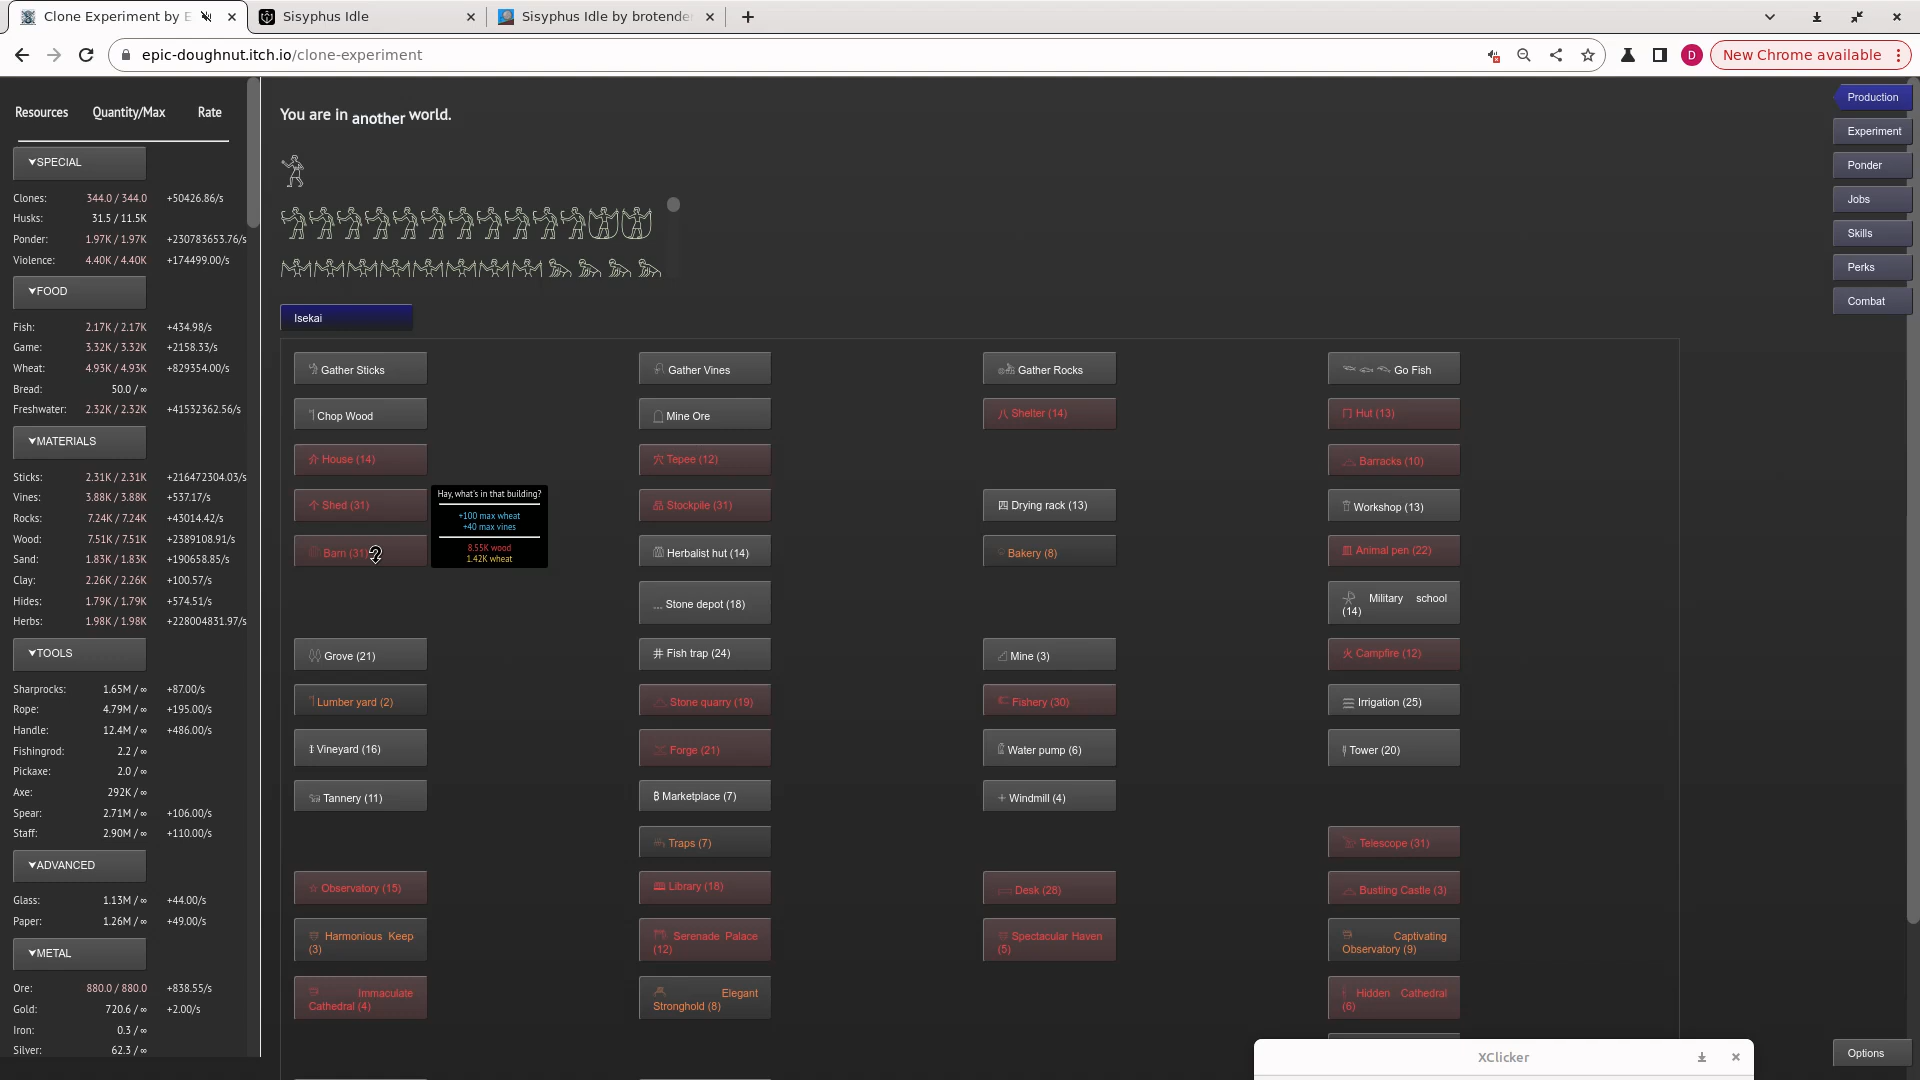 Clone Experiment by E
Sisyphus Idle
Sisyphus Idle by brotende
epic-doughnut.itch.io/clone-experiment
D
New Chrome available
Resources Quantity/Max Rate
▼SPECIAL
Clones: 344.0 / 344.0 +50426.86/s
Husks: 31.5 / 11.5K
Ponder: 1.97K / 1.97K +230783653.76/s
Violence: 4.40K / 4.40K +174499.00/s
▼FOOD
Fish: 2.17K / 2.17K +434.98/s
Game: 3.32K / 3.32K +2158.33/s
Wheat: 4.93K / 4.93K +829354.00/s
Bread: 50.0 / ∞
Freshwater: 2.32K / 2.32K +41532362.56/s
▼MATERIALS
Sticks: 2.31K / 2.31K +216472304.03/s
Vines: 3.88K / 3.88K +537.17/s
Rocks: 7.24K / 7.24K +43014.42/s
Wood: 7.51K / 7.51K +2389108.91/s
Sand: 1.83K / 1.83K +190658.85/s
Clay: 2.26K / 2.26K +100.57/s
Hides: 1.79K / 1.79K +574.51/s
Herbs: 1.98K / 1.98K +228004831.97/s
▼TOOLS
Sharprocks: 1.65M / ∞ +87.00/s
Rope: 4.79M / ∞ +195.00/s
Handle: 12.4M / ∞ +486.00/s
Fishingrod: 2.2 / ∞
Pickaxe: 2.0 / ∞
Axe: 292K / ∞
Spear: 2.71M / ∞ +106.00/s
Staff: 2.90M / ∞ +110.00/s
▼ADVANCED
Glass: 1.13M / ∞ +44.00/s
Paper: 1.26M / ∞ +49.00/s
▼METAL
Ore: 880.0 / 880.0 +838.55/s
Gold: 720.6 / ∞ +2.00/s
Iron: 0.3 / ∞
Silver: 62.3 / ∞
You are in another world.
Isekai
Gather Sticks
Gather Vines
Gather Rocks
Go Fish
Chop Wood
Mine Ore
Shelter (14)
Hut (13)
House (14)
Tepee (12)
Barracks (10)
Shed (31)
Stockpile (31)
Drying rack (13)
Workshop (13)
Barn (31)
Herbalist hut (14)
Bakery (8)
Animal pen (22)
Hay, what's in that building?
+100 max wheat
+40 max vines
8.55K wood
1.42K wheat
Stone depot (18)
Military school
(14)
Grove (21)
Fish trap (24)
Mine (3)
Campfire (12)
Lumber yard (2)
Stone quarry (19)
Fishery (30)
Irrigation (25)
Vineyard (16)
Forge (21)
Water pump (6)
Tower (20)
Tannery (11)
Marketplace (7)
Windmill (4)
Traps (7)
Telescope (31)
Observatory (15)
Library (18)
Desk (28)
Bustling Castle (3)
Harmonious Keep
(3)
Serenade Palace
(12)
Spectacular Haven
(5)
Captivating
Observatory (9)
Immaculate
Cathedral (4)
Elegant
Stronghold (8)
Hidden Cathedral
(6)
Production
Experiment
Ponder
Jobs
Skills
Perks
Combat
XClicker
Options